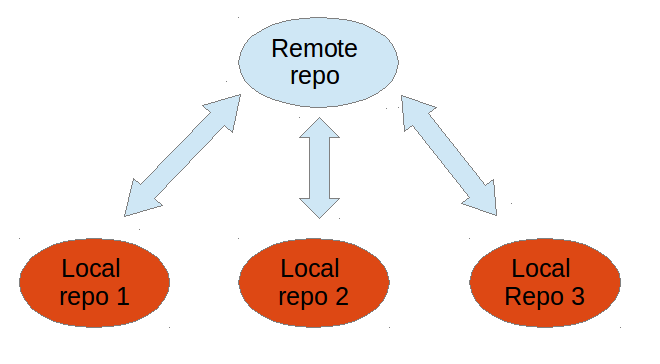 Remote
repo
Local
repo 1
Local
repo 2
Local
Repo 3